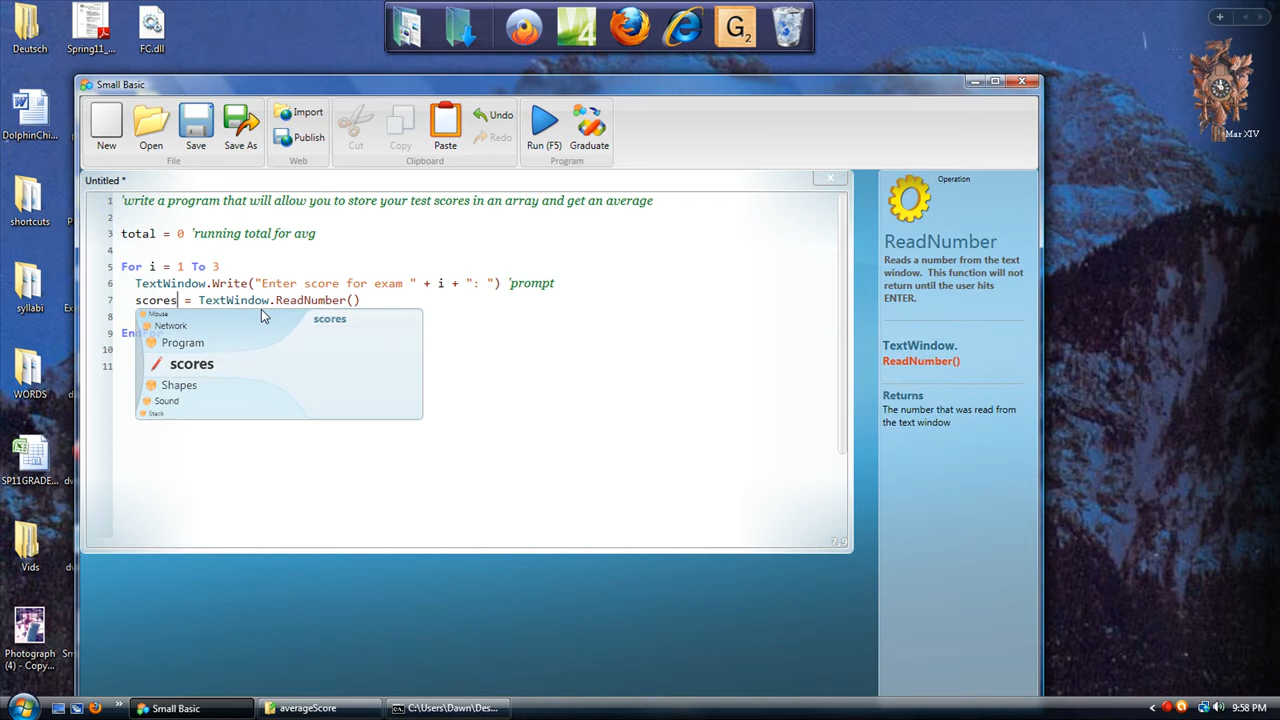 Deutsch
Spring11_...
FC.dll
DolphinChi...
shortcuts
syllabi
WORDS
SP11GRADE...
Vids
Photograph
(4) - Copy...
Mar XIV
Small Basic
New
Open
Save
Save As
File
Import
Publish
Web
Cut
Copy
Paste
Undo
Redo
Clipboard
Run (F5)
Graduate
Program
Untitled *
1 'write a program that will allow you to store your test scores in an array and get an average
2
3 total = 0 'running total for avg
4
5 For i = 1 To 3
6 TextWindow.Write("Enter score for exam " + i + ": ") 'prompt
7 scores = TextWindow.ReadNumber()
8
9 EndFor
10
11
Mouse
Network
Program
scores
Shapes
Sound
Stack
scores
7,9
Operation
ReadNumber
Reads a number from the text
window. This function will not
return until the user hits
ENTER.
TextWindow.
ReadNumber()
Returns
The number that was read from
the text window
Small Basic
averageScore
C:\Users\Dawn\Des...
9:58 PM